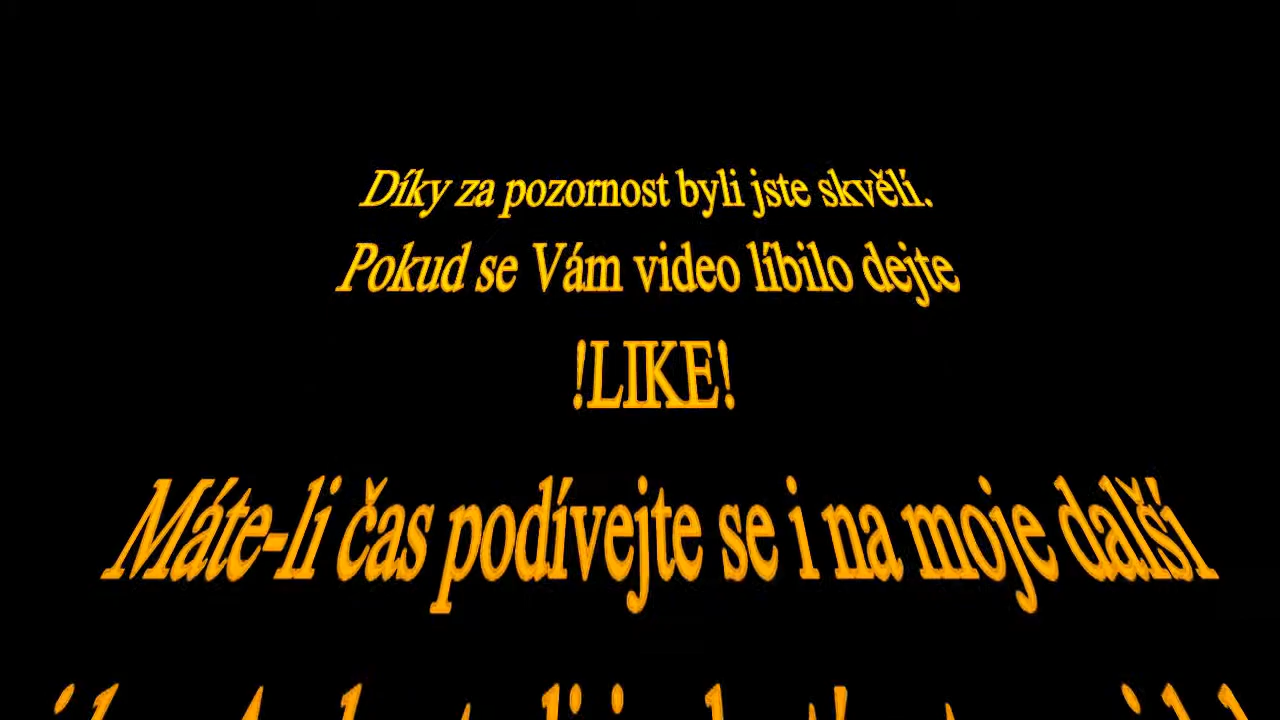 Díky za pozornost byli jste skvělí.
Pokud se Vám video líbilo dejte
!LIKE!
Máte-li čas podívejte se i na moje další